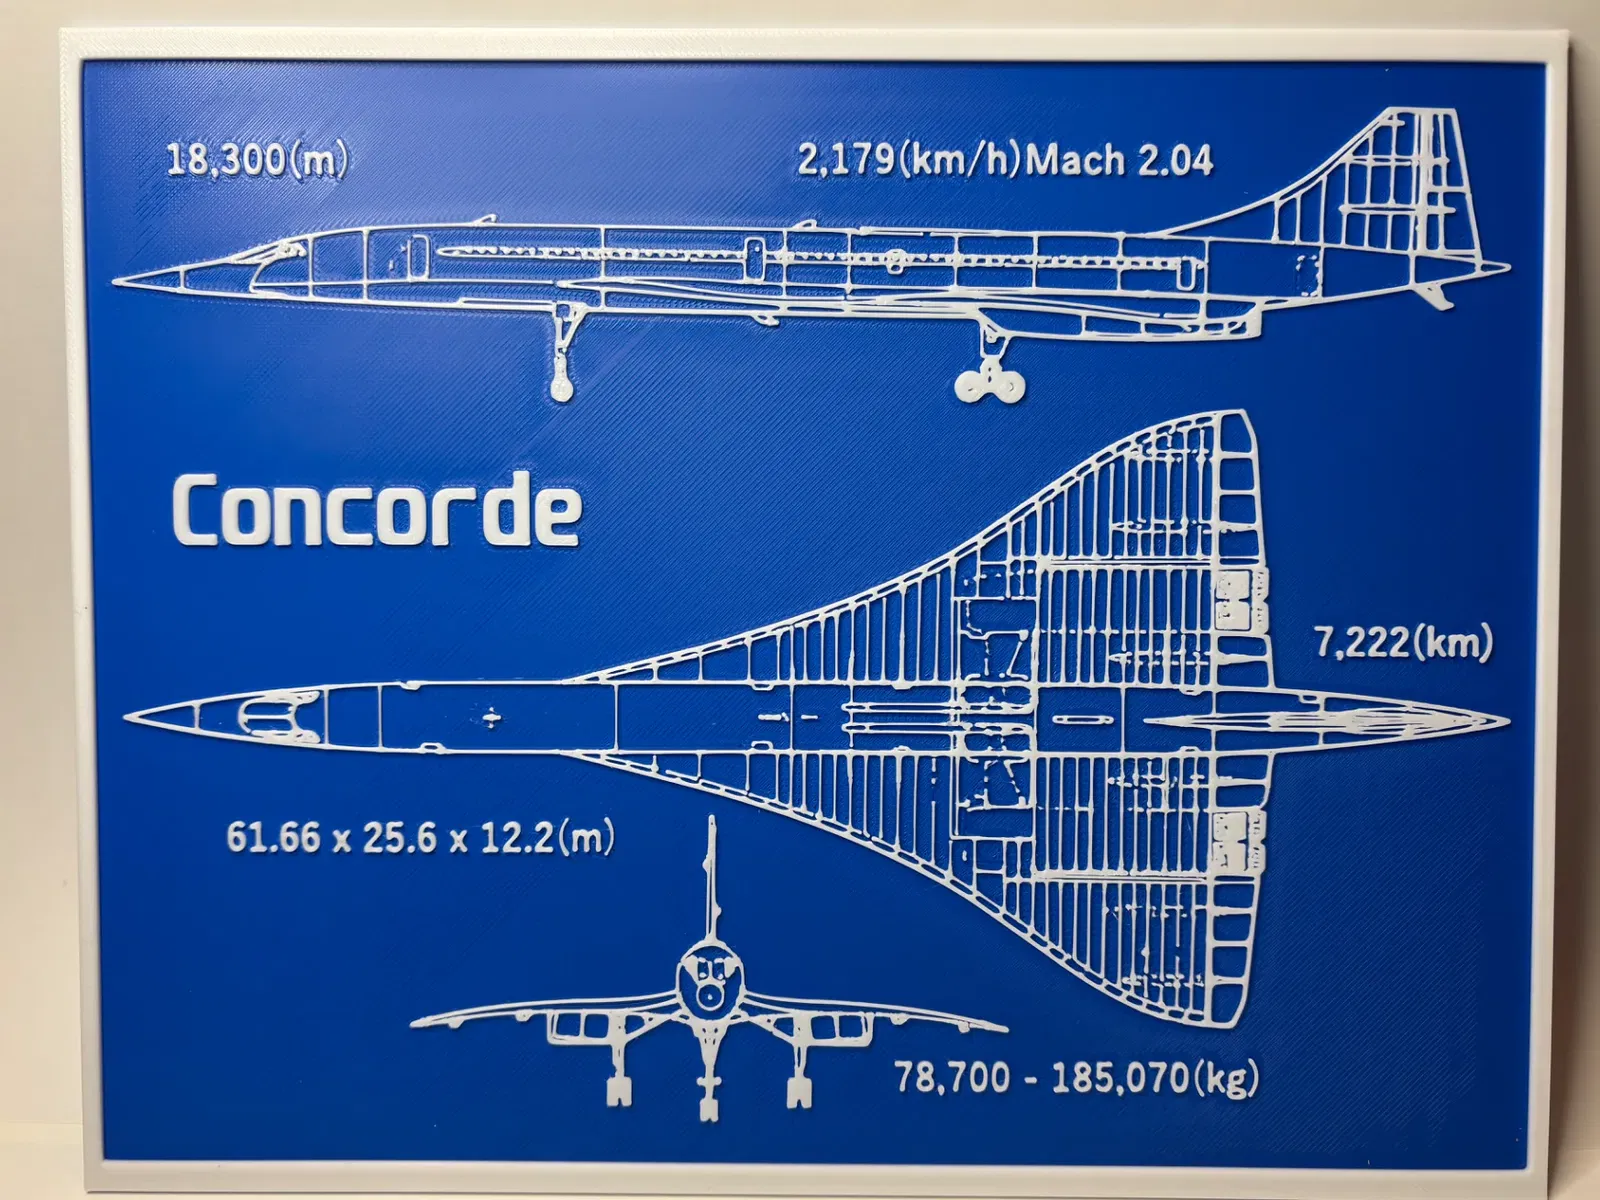 18,300(m)
2,179(km/h)Mach 2.04
Concorde
7,222(km)
61.66 x 25.6 x 12.2(m)
78,700 - 185,070(kg)